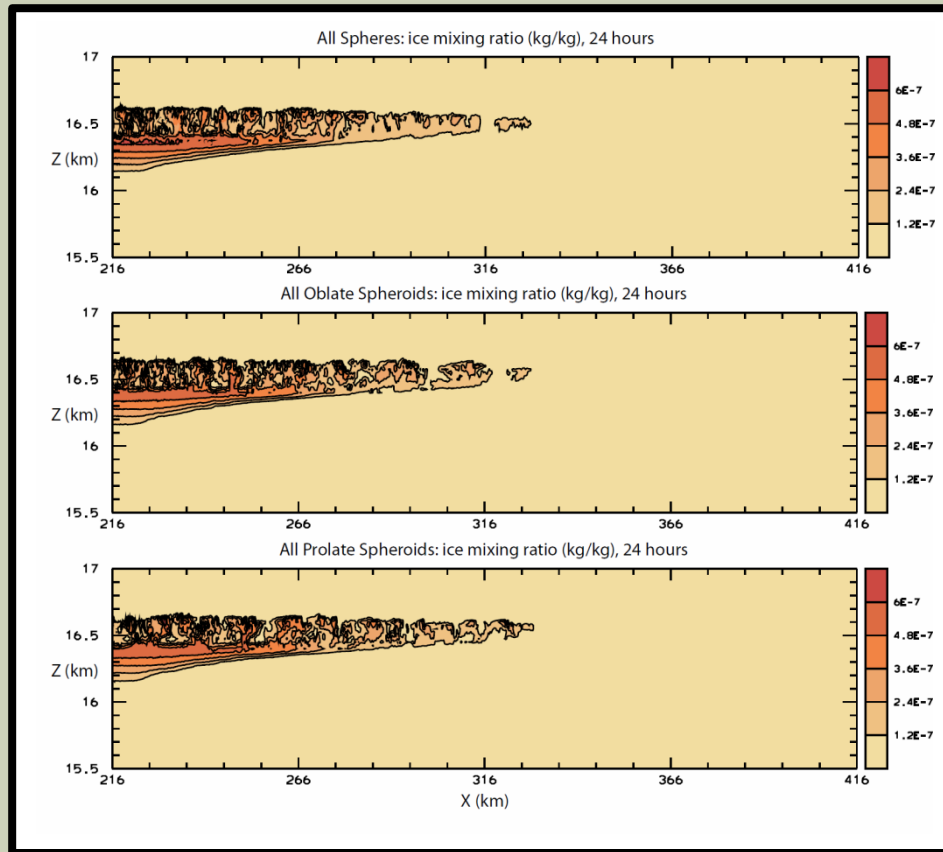 All Spheres: ice mixing ratio (kg/kg), 24 hours
17
16.5
Z (km)
16
15.5
216 266 316 366 416
6E-7
4.8E-7
3.6E-7
2.4E-7
1.2E-7
All Oblate Spheroids: ice mixing ratio (kg/kg), 24 hours
17
16.5
Z (km)
16
15.5
216 266 316 366 416
6E-7
4.8E-7
3.6E-7
2.4E-7
1.2E-7
All Prolate Spheroids: ice mixing ratio (kg/kg), 24 hours
17
16.5
Z (km)
16
15.5
216 266 316 366 416
X (km)
6E-7
4.8E-7
3.6E-7
2.4E-7
1.2E-7